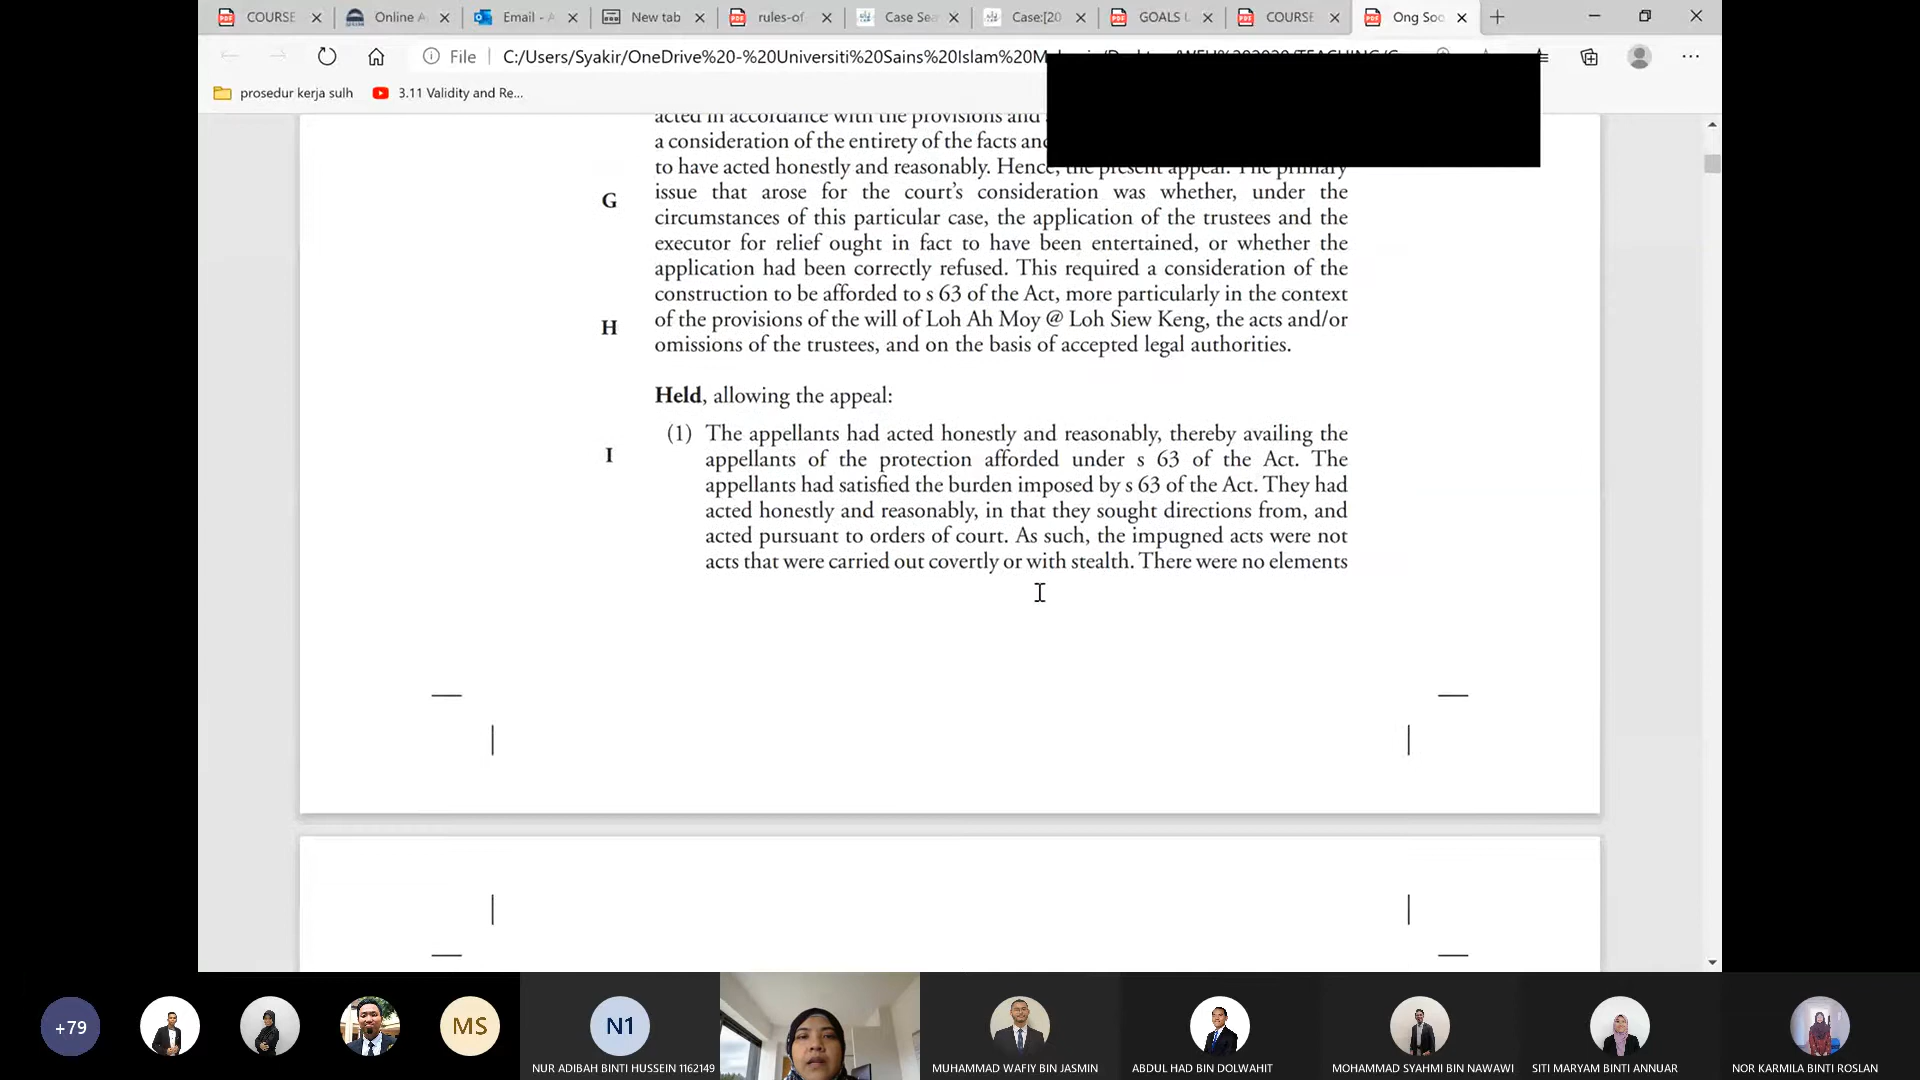 COURSE
Online A
Email - A
New tab
rules-of
Case Sea
Case:[20
GOALS U
COURSE
Ong Soo
File
C:/Users/Syakir/OneDrive%20-%20Universiti%20Sains%20Islam%20M
prosedur kerja sulh
3.11 Validity and Re...
acted in accordance with the provisions and
a consideration of the entirety of the facts and
to have acted honestly and reasonably. Hence, the present appeal. The primary
G
issue that arose for the court's consideration was whether, under the
circumstances of this particular case, the application of the trustees and the
executor for relief ought in fact to have been entertained, or whether the
application had been correctly refused. This required a consideration of the
construction to be afforded to s 63 of the Act, more particularly in the context
H
of the provisions of the will of Loh Ah Moy @ Loh Siew Keng, the acts and/or
omissions of the trustees, and on the basis of accepted legal authorities.
Held, allowing the appeal:
(1) The appellants had acted honestly and reasonably, thereby availing the
I
appellants of the protection afforded under s 63 of the Act. The
appellants had satisfied the burden imposed by s 63 of the Act. They had
acted honestly and reasonably, in that they sought directions from, and
acted pursuant to orders of court. As such, the impugned acts were not
acts that were carried out covertly or with stealth. There were no elements
+79
MS
N1
NUR ADIBAH BINTI HUSSEIN 1162149
MUHAMMAD WAFIY BIN JASMIN
ABDUL HAD BIN DOLWAHIT
MOHAMMAD SYAHMI BIN NAWAWI
SITI MARYAM BINTI ANNUAR
NOR KARMILA BINTI ROSLAN